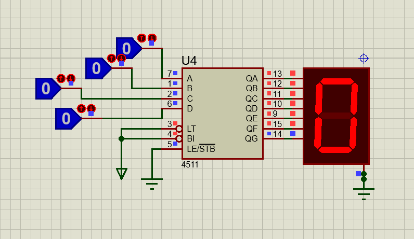 0
0
0
0
U4
7 A QA 13
1 B QB 12
2 C QC 11
6 D QD 10
QE 9
3 LT QF 15
4 BI QG 14
5 LE/STB
4511